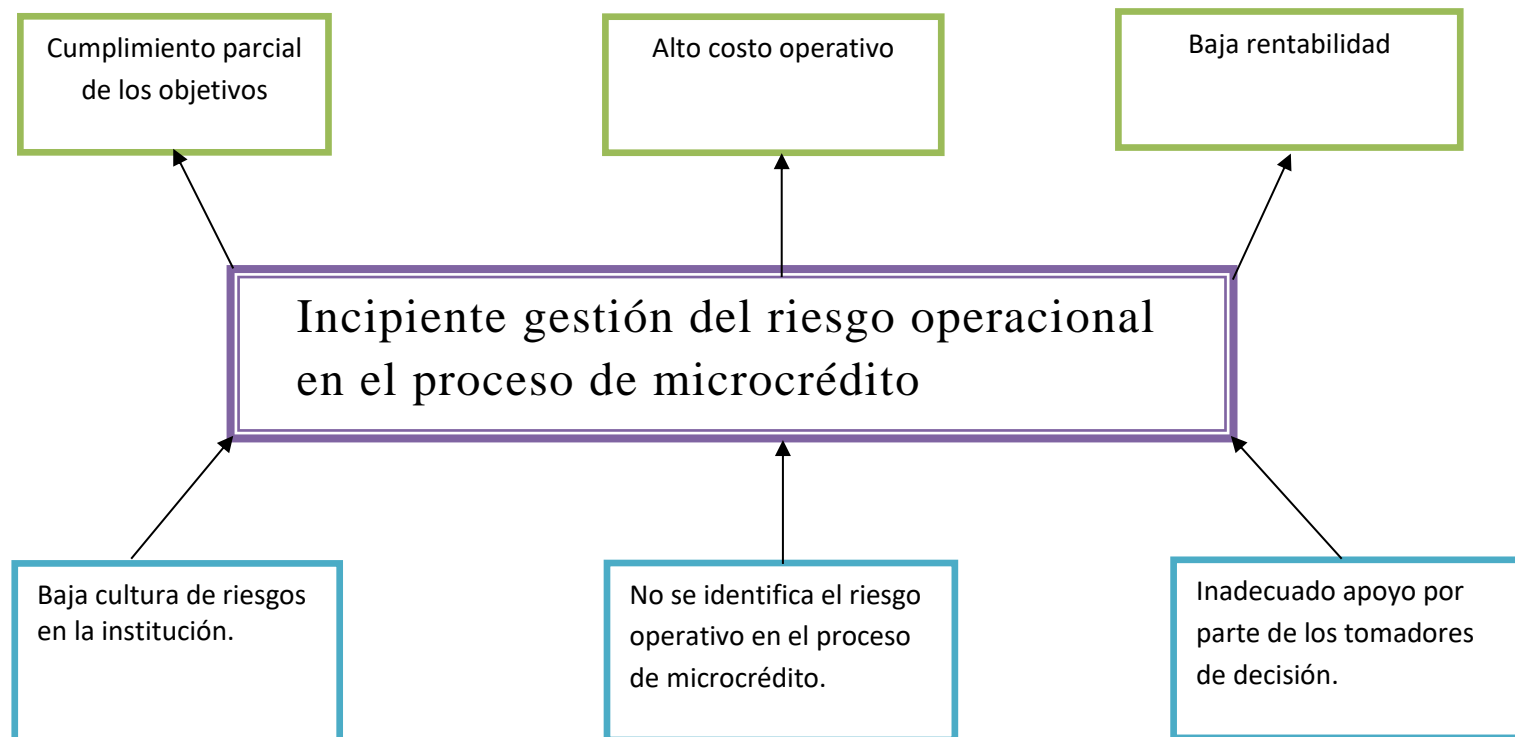 Cumplimiento parcial
de los objetivos
Alto costo operativo
Baja rentabilidad
Incipiente gestión del riesgo operacional
en el proceso de microcrédito
Baja cultura de riesgos
en la institución.
No se identifica el riesgo
operativo en el proceso
de microcrédito.
Inadecuado apoyo por
parte de los tomadores
de decisión.